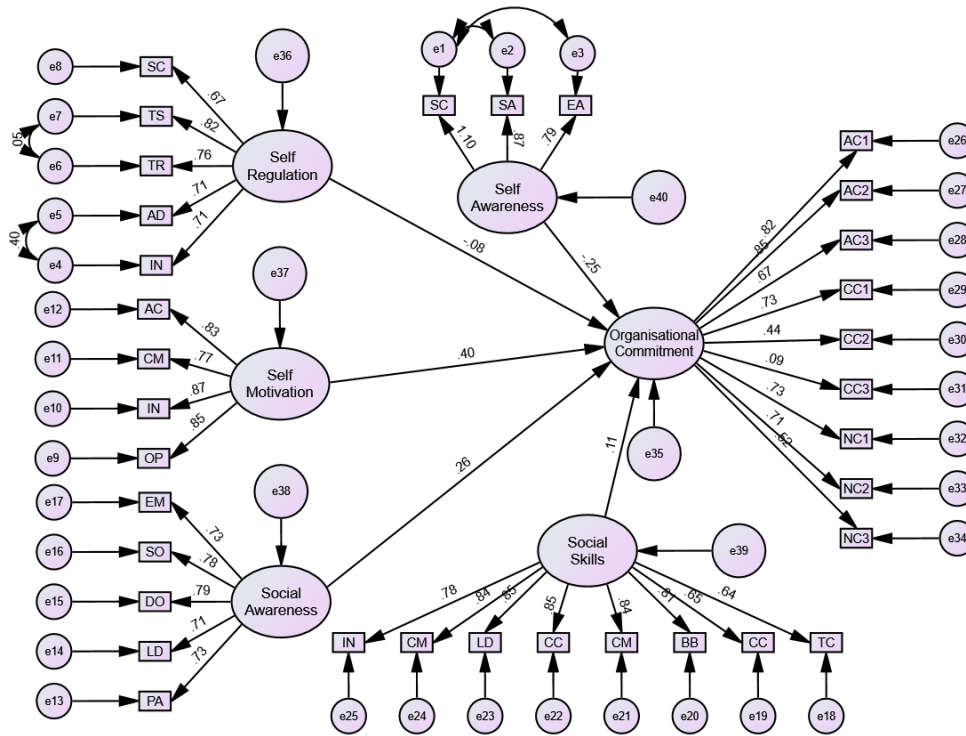 e8
SC
.67
e36
e7
TS
.82
.05
e6
TR
.76
Self
Regulation
e5
AD
.71
.40
e4
IN
.71
e1
e2
e3
SC
SA
EA
1.10
.87
.79
Self
Awareness
e40
-.08
-.25
e12
AC
.83
e37
e11
CM
.77
e10
IN
.87
Self
Motivation
e9
OP
.85
.40
Organisational
Commitment
e35
.82
AC1
e26
.85
AC2
e27
.67
AC3
e28
.73
CC1
e29
.44
CC2
e30
.09
CC3
e31
.73
NC1
e32
.71
NC2
e33
.52
NC3
e34
e17
EM
.73
e38
e16
SO
.78
e15
DO
.79
Social
Awareness
e14
LD
.71
e13
PA
.73
.26
.11
Social
Skills
e39
.78
.84
.85
.85
.84
.81
.65
.64
IN
CM
LD
CC
CM
BB
CC
TC
e25
e24
e23
e22
e21
e20
e19
e18